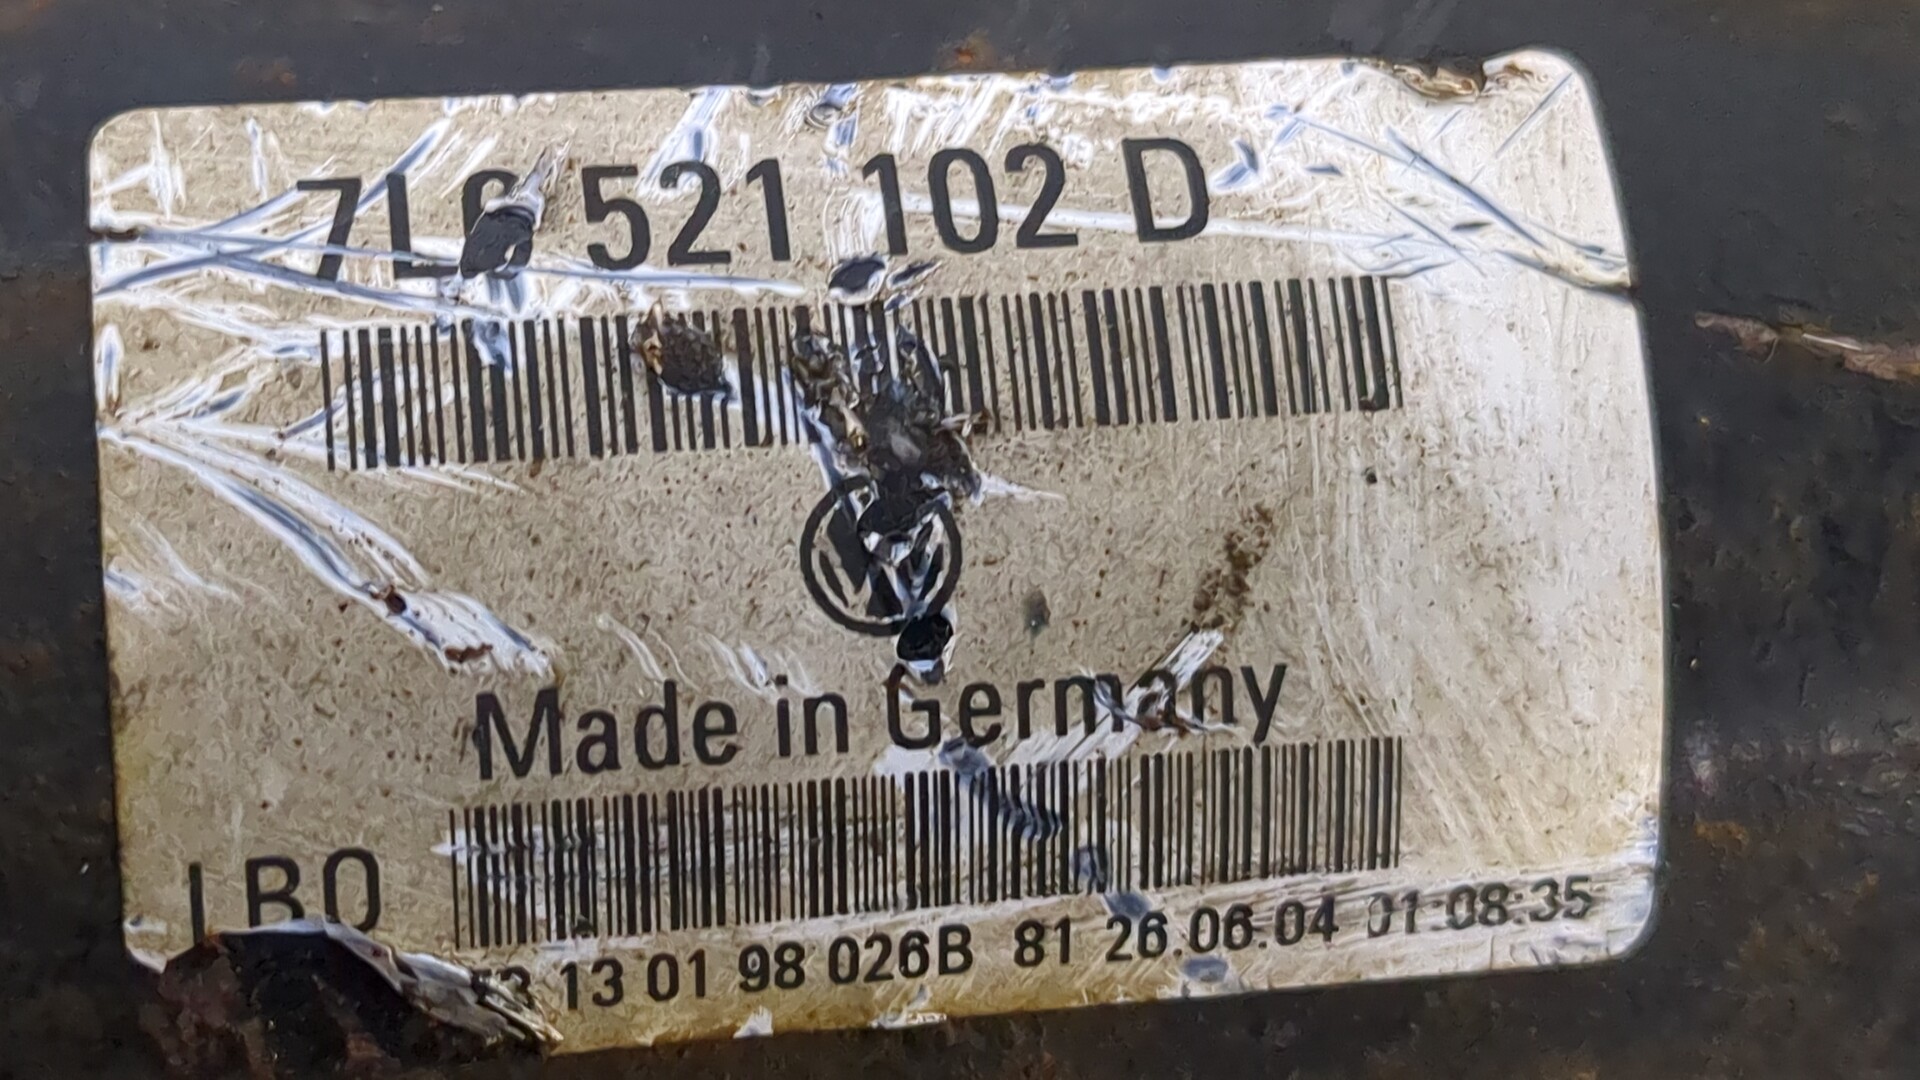 7L6 521 102 D
Made in Germany
LBO
13 01 98 026B 81 26.06.04 01:08:35